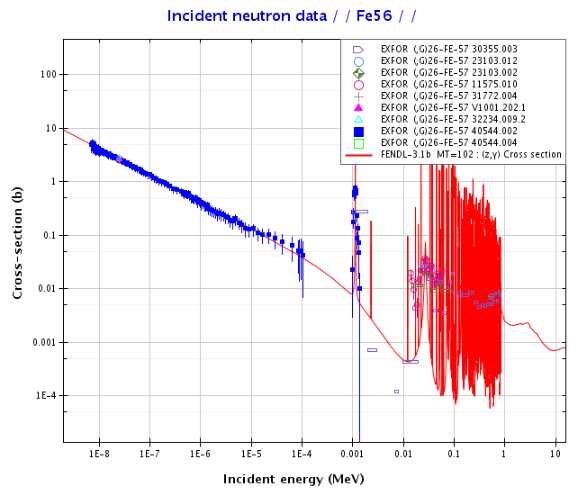 Incident neutron data / / Fe56 / /
EXFOR (,G)26-FE-57 30355.003
EXFOR (,G)26-FE-57 23103.012
EXFOR (,G)26-FE-57 23103.002
EXFOR (,G)26-FE-57 11575.010
EXFOR (,G)26-FE-57 31772.004
EXFOR (,G)26-FE-57 V1001.202.1
EXFOR (,G)26-FE-57 32234.009.2
EXFOR (,G)26-FE-57 40544.002
EXFOR (,G)26-FE-57 40544.004
FENDL-3.1b MT=102 : (z,γ) Cross section
Cross-section (b)
100
10
1
0.1
0.01
0.001
1E-4
1E-8 1E-7 1E-6 1E-5 1E-4 0.001 0.01 0.1 1 10
Incident energy (MeV)